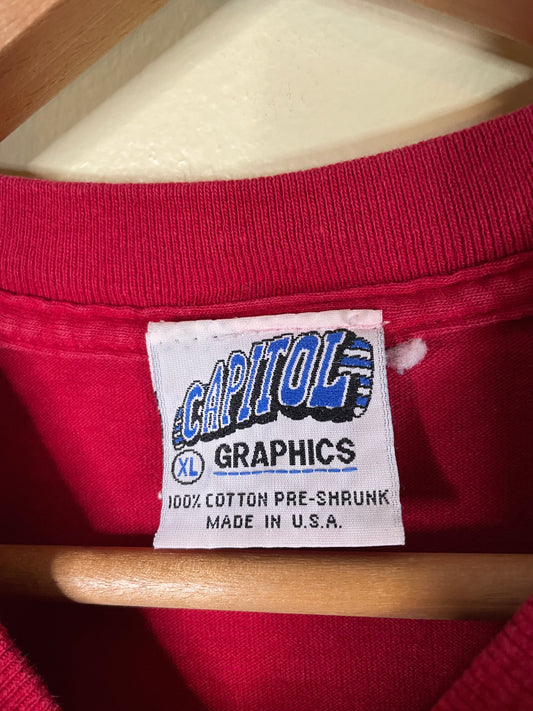 CAPITOL
XL GRAPHICS
100% COTTON PRE-SHRUNK
MADE IN U.S.A.